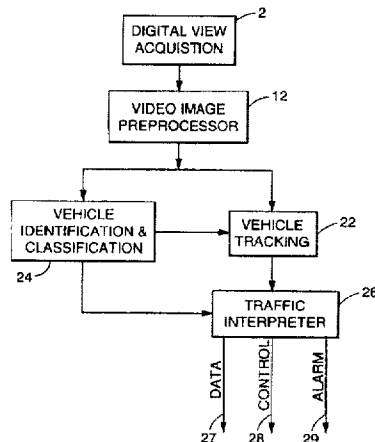 2
DIGITAL VIEW
ACQUISTION
12
VIDEO IMAGE
PREPROCESSOR
VEHICLE
IDENTIFICATION &
CLASSIFICATION
24
VEHICLE
TRACKING
22
TRAFFIC
INTERPRETER
26
DATA
CONTROL
ALARM
27
28
29